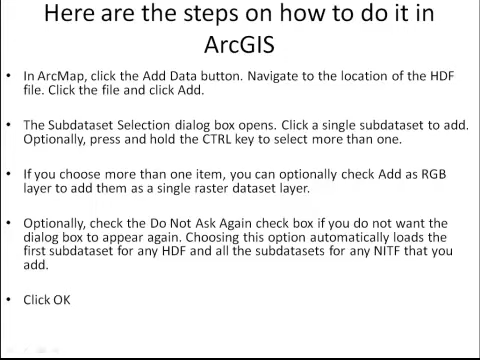 Here are the steps on how to do it in
ArcGIS
• In ArcMap, click the Add Data button. Navigate to the location of the HDF
file. Click the file and click Add.
• The Subdataset Selection dialog box opens. Click a single subdataset to add.
Optionally, press and hold the CTRL key to select more than one.
• If you choose more than one item, you can optionally check Add as RGB
layer to add them as a single raster dataset layer.
• Optionally, check the Do Not Ask Again check box if you do not want the
dialog box to appear again. Choosing this option automatically loads the
first subdataset for any HDF and all the subdatasets for any NITF that you
add.
• Click OK